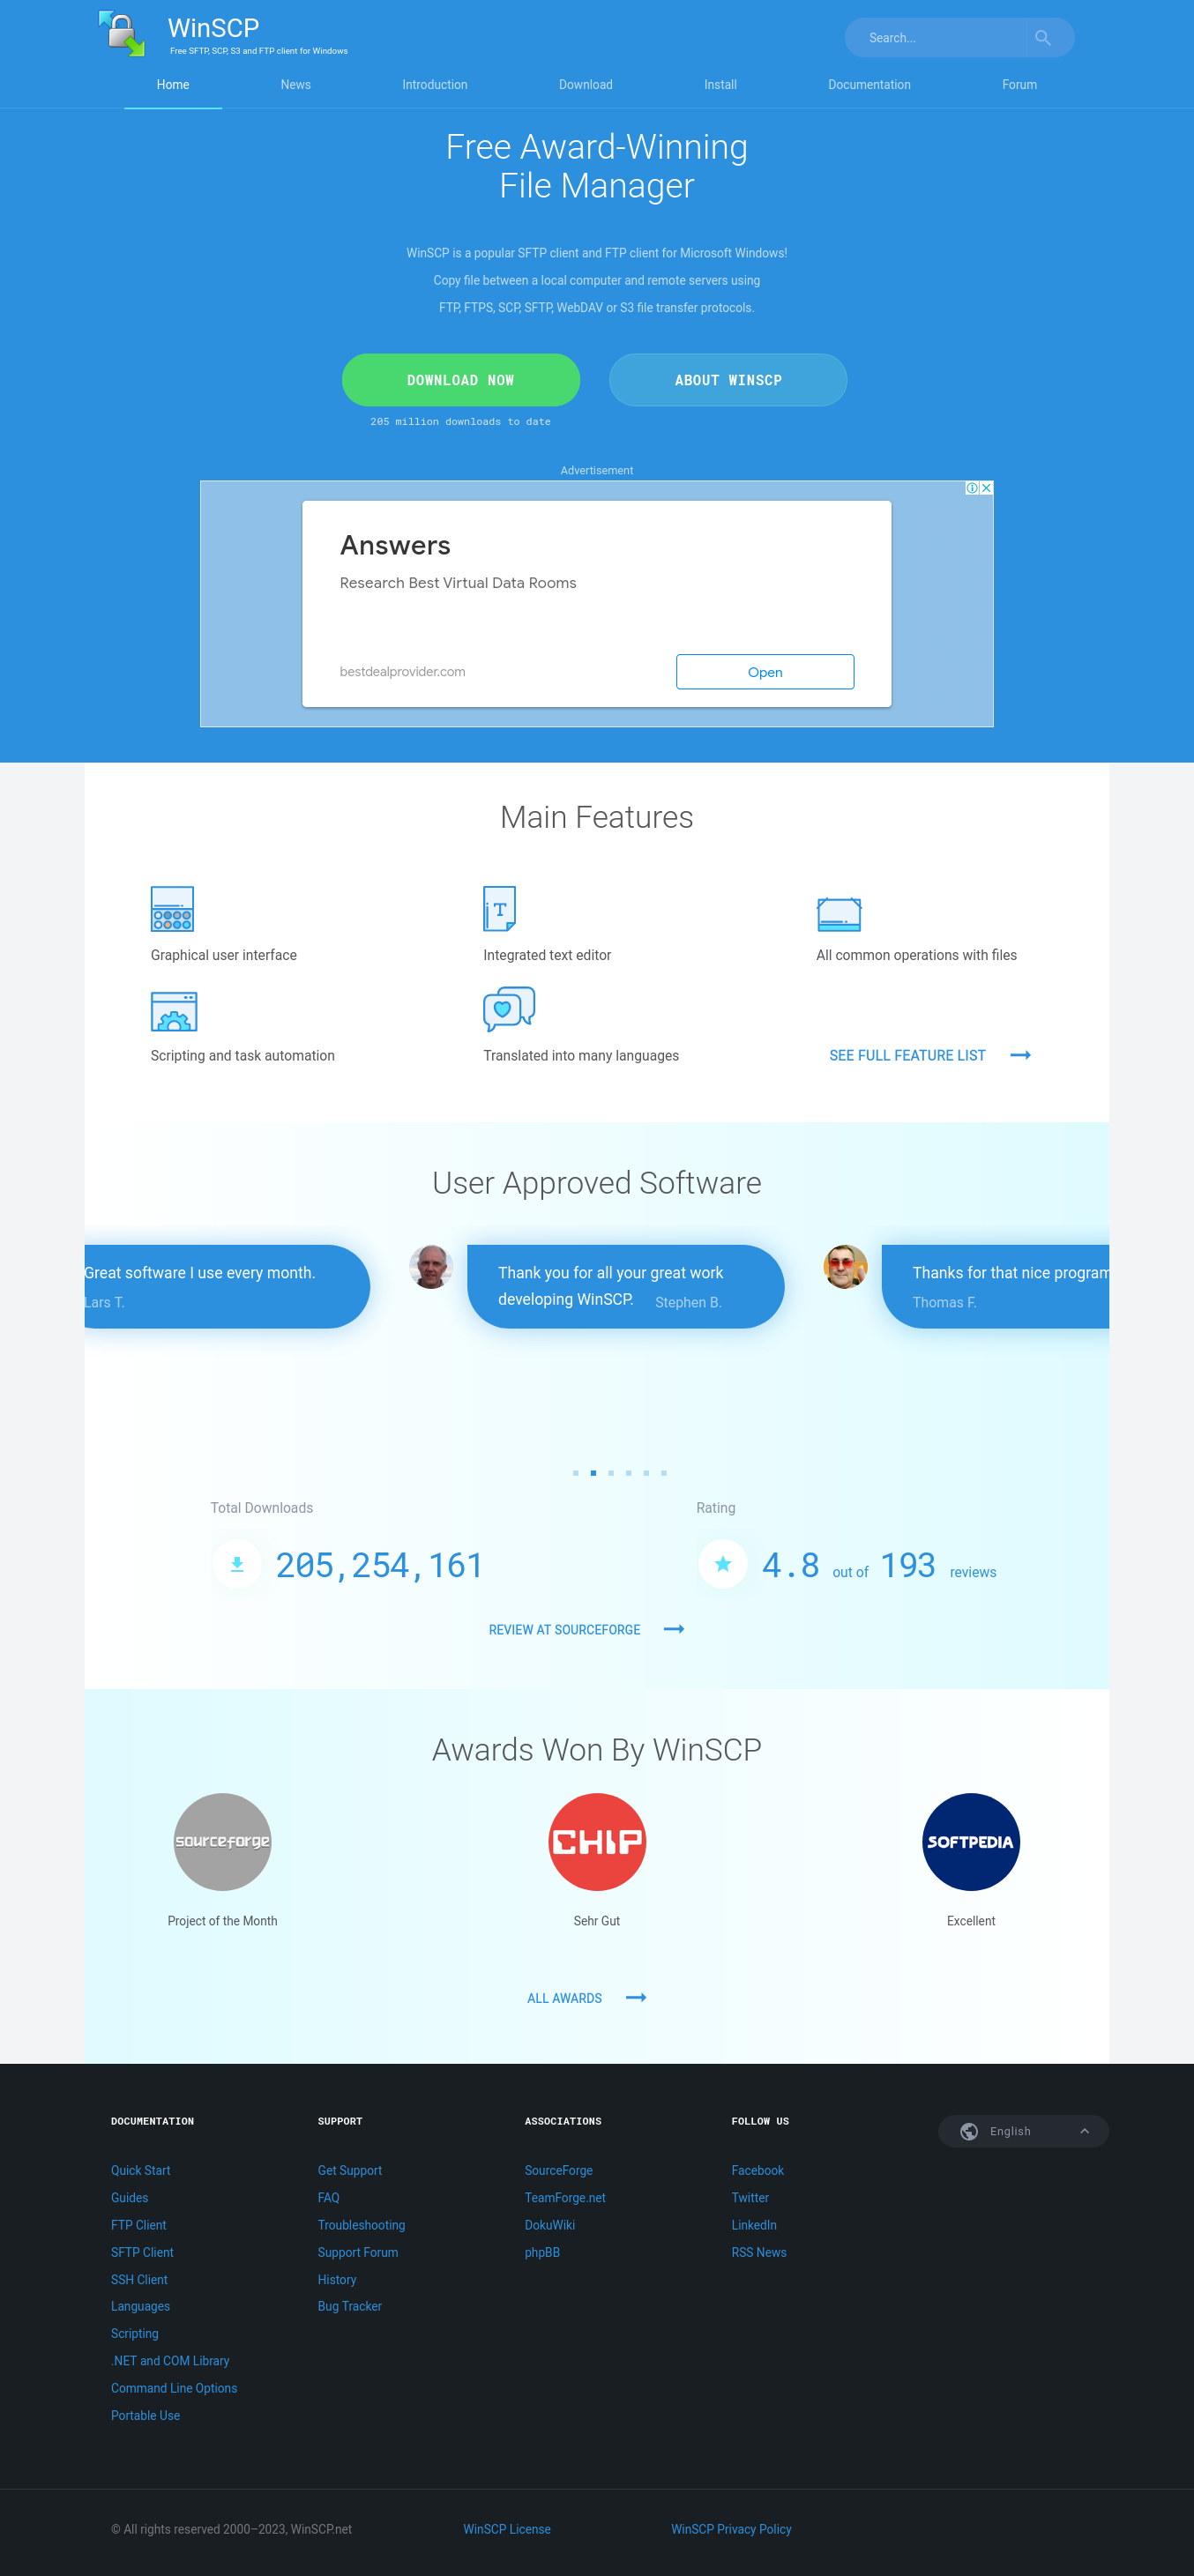 WinSCP
Free SFTP, SCP, S3 and FTP client for Windows
Search...
Home
News
Introduction
Download
Install
Documentation
Forum
Free Award-Winning
File Manager
WinSCP is a popular SFTP client and FTP client for Microsoft Windows!
Copy file between a local computer and remote servers using
FTP, FTPS, SCP, SFTP, WebDAV or S3 file transfer protocols.
DOWNLOAD NOW
ABOUT WINSCP
205 million downloads to date
Advertisement
Answers
Research Best Virtual Data Rooms
bestdealprovider.com
Open
Main Features
Graphical user interface
Integrated text editor
All common operations with files
Scripting and task automation
Translated into many languages
SEE FULL FEATURE LIST
User Approved Software
Great software I use every month.
Lars T.
Thank you for all your great work
developing WinSCP. Stephen B.
Thanks for that nice program
Thomas F.
Total Downloads
205,254,161
Rating
4.8 out of 193 reviews
REVIEW AT SOURCEFORGE
Awards Won By WinSCP
sourceforge
CHIP
SOFTPEDIA
Project of the Month
Sehr Gut
Excellent
ALL AWARDS
DOCUMENTATION
Quick Start
Guides
FTP Client
SFTP Client
SSH Client
Languages
Scripting
.NET and COM Library
Command Line Options
Portable Use
SUPPORT
Get Support
FAQ
Troubleshooting
Support Forum
History
Bug Tracker
ASSOCIATIONS
SourceForge
TeamForge.net
DokuWiki
phpBB
FOLLOW US
Facebook
Twitter
LinkedIn
RSS News
English
© All rights reserved 2000–2023, WinSCP.net
WinSCP License
WinSCP Privacy Policy